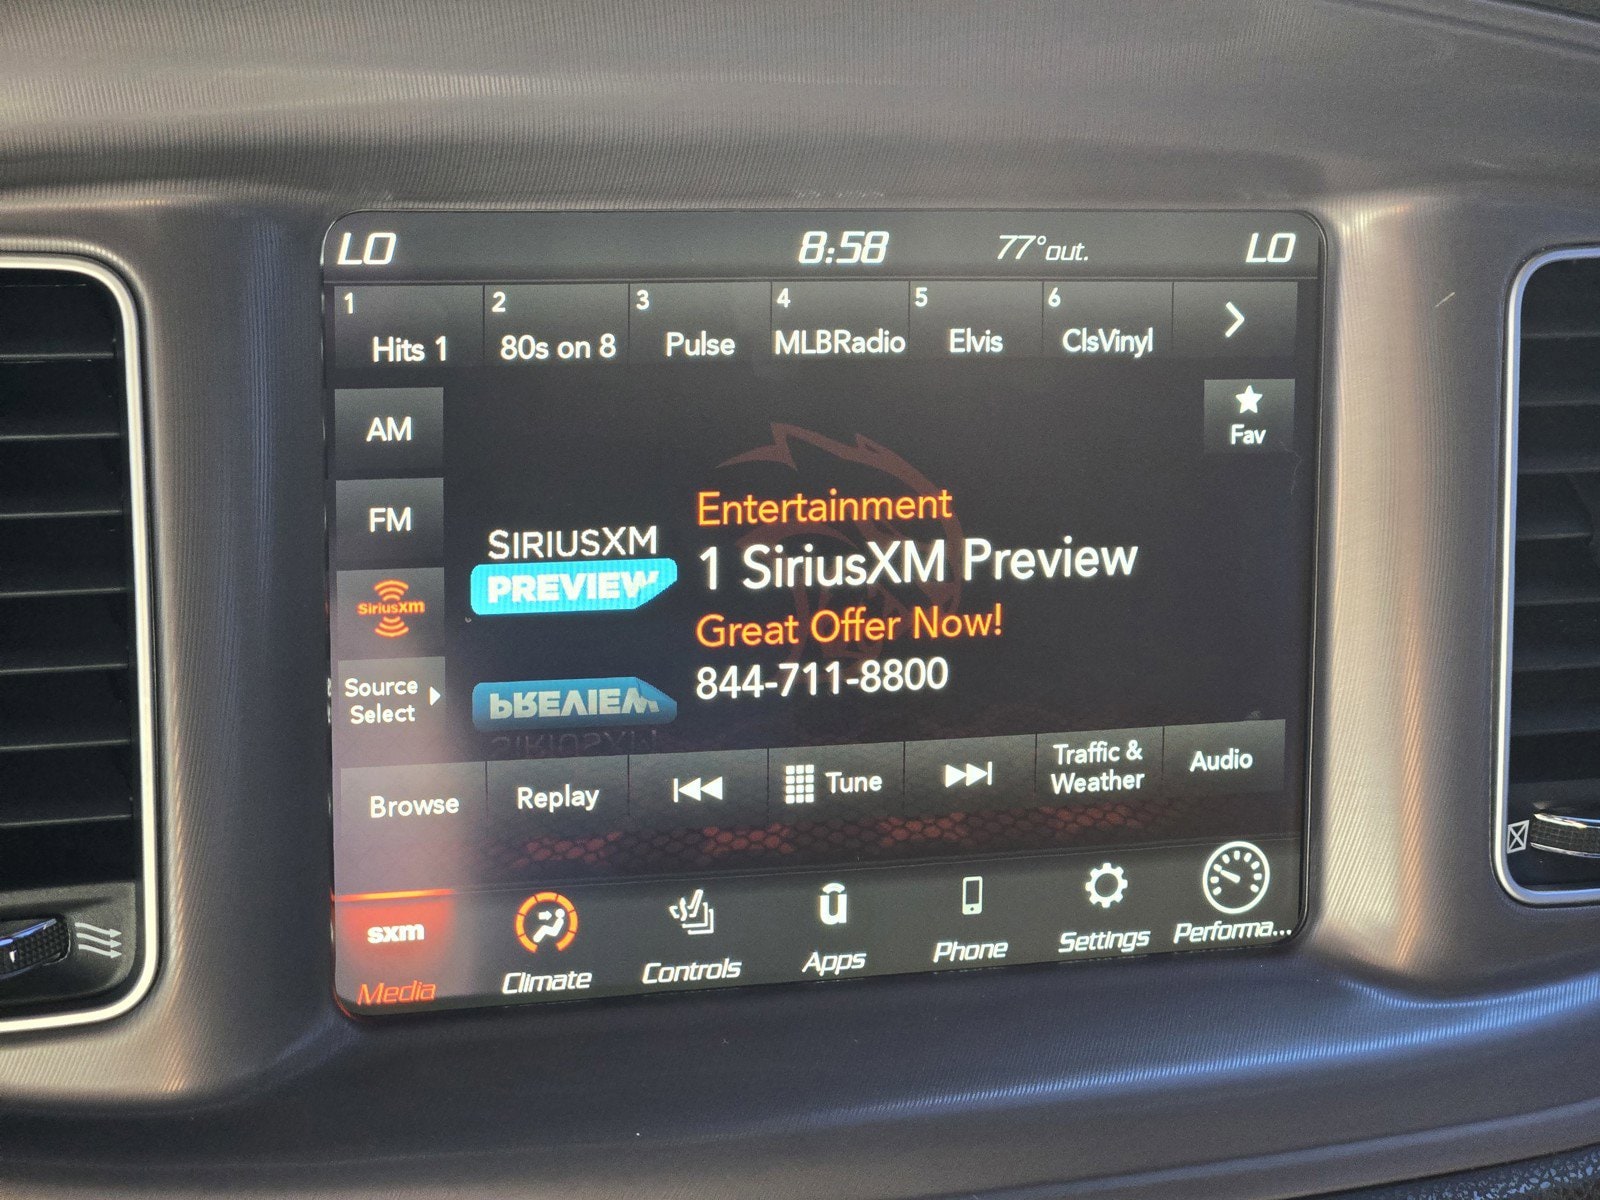 LO 8:58 77° out. LO
1 2 3 4 5 6
Hits 1 80s on 8 Pulse MLBRadio Elvis ClsVinyl
AM
Fav
FM
Entertainment
SIRIUSXM
PREVIEW
1 SiriusXM Preview
SiriusXM
Great Offer Now!
844-711-8800
Source
Select
Browse Replay Tune Traffic &
Weather
Audio
sxm
Media Climate Controls Apps Phone Settings Performa...